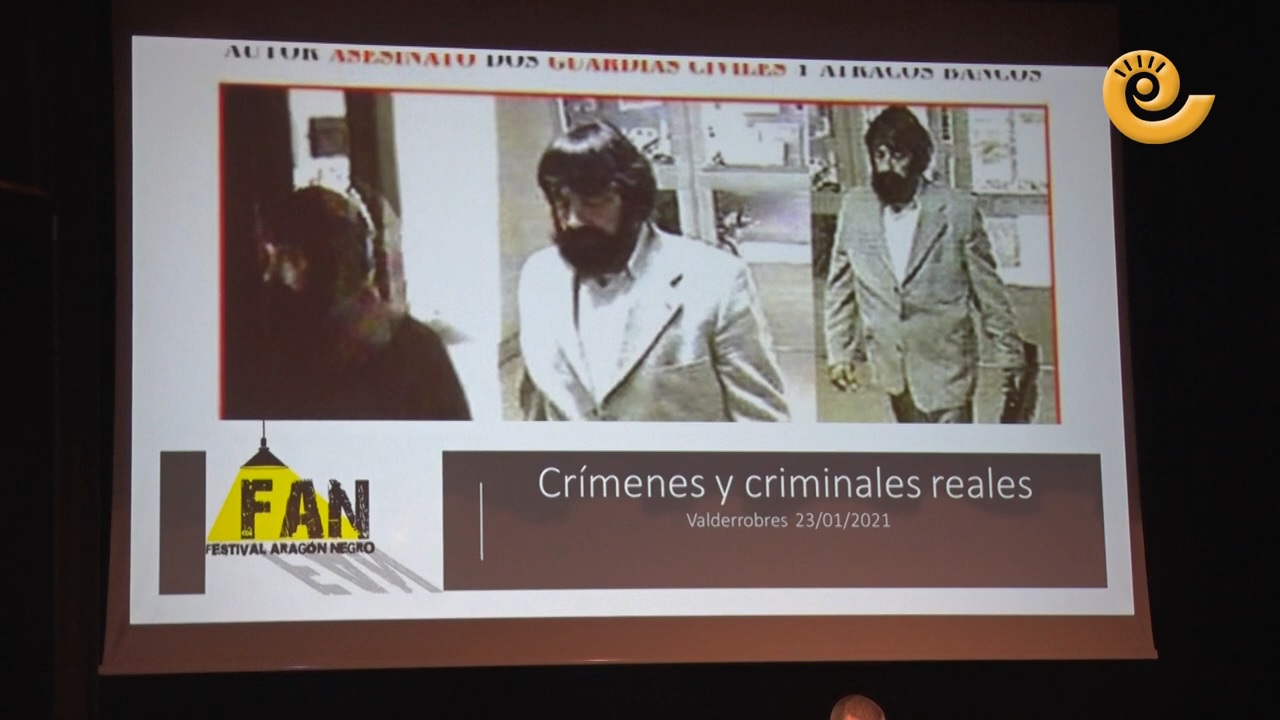 AUTOR ASESINATO DOS GUARDIAS CIVILES Y ATRACOS BANCOS
FAN
FESTIVAL ARAGÓN NEGRO
Crímenes y criminales reales
Valderrobres 23/01/2021